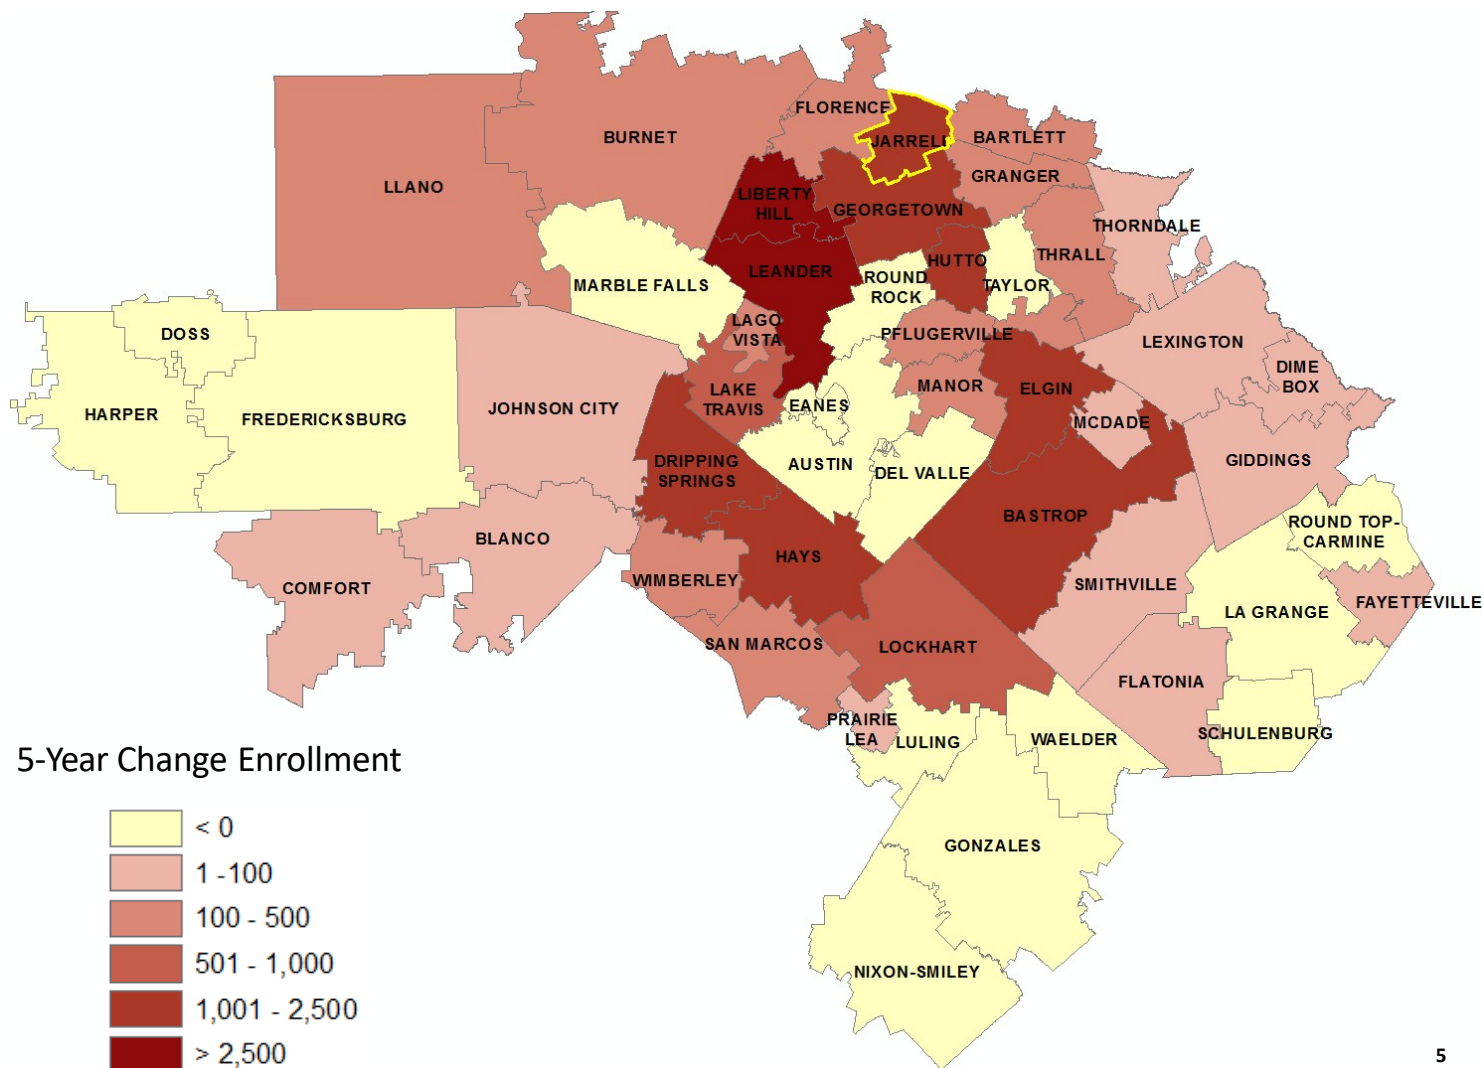 FLORENCE
BURNET
JARRELL
BARTLETT
LLANO
GRANGER
LIBERTY
HILL
GEORGETOWN
THORNDALE
LEANDER
HUTTO
THRALL
MARBLE FALLS
ROUND
ROCK
TAYLOR
LAGO
VISTA
DOSS
PFLUGERVILLE
LEXINGTON
DIME
BOX
LAKE
TRAVIS
MANOR
ELGIN
HARPER
FREDERICKSBURG
JOHNSON CITY
EANES
MCDADE
DRIPPING
SPRINGS
AUSTIN
DEL VALLE
GIDDINGS
BASTROP
ROUND TOP-
CARMINE
BLANCO
HAYS
COMFORT
WIMBERLEY
SMITHVILLE
FAYETTEVILLE
LA GRANGE
SAN MARCOS
LOCKHART
FLATONIA
PRAIRIE
LEA
LULING
WAELDER
SCHULENBURG
GONZALES
NIXON-SMILEY
5-Year Change Enrollment
< 0
1 -100
100 - 500
501 - 1,000
1,001 - 2,500
> 2,500
5